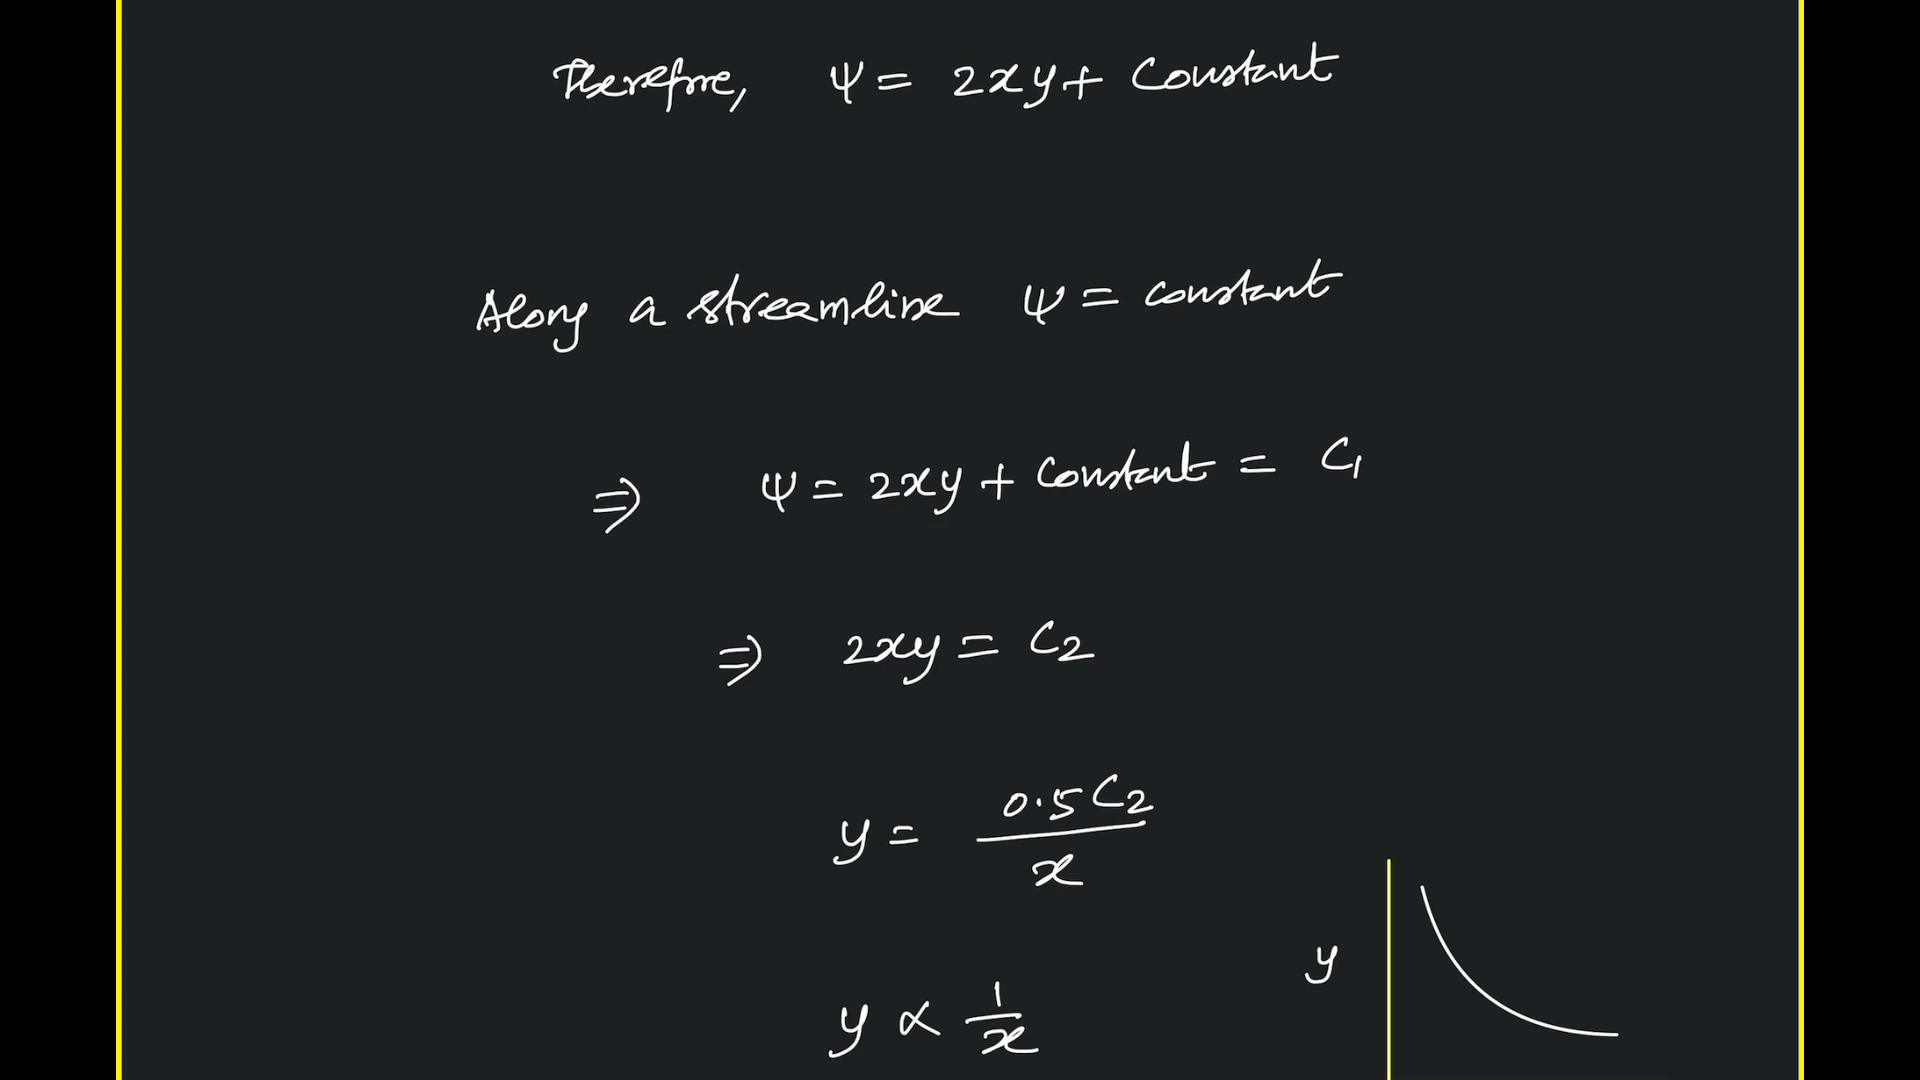 Therefore, ψ = 2xy + Constant
Along a streamline ψ = constant
⇒ ψ = 2xy + Constant = C₁
⇒ 2xy = C₂
y = 0.5C₂ / x
y ∝ 1/x
y